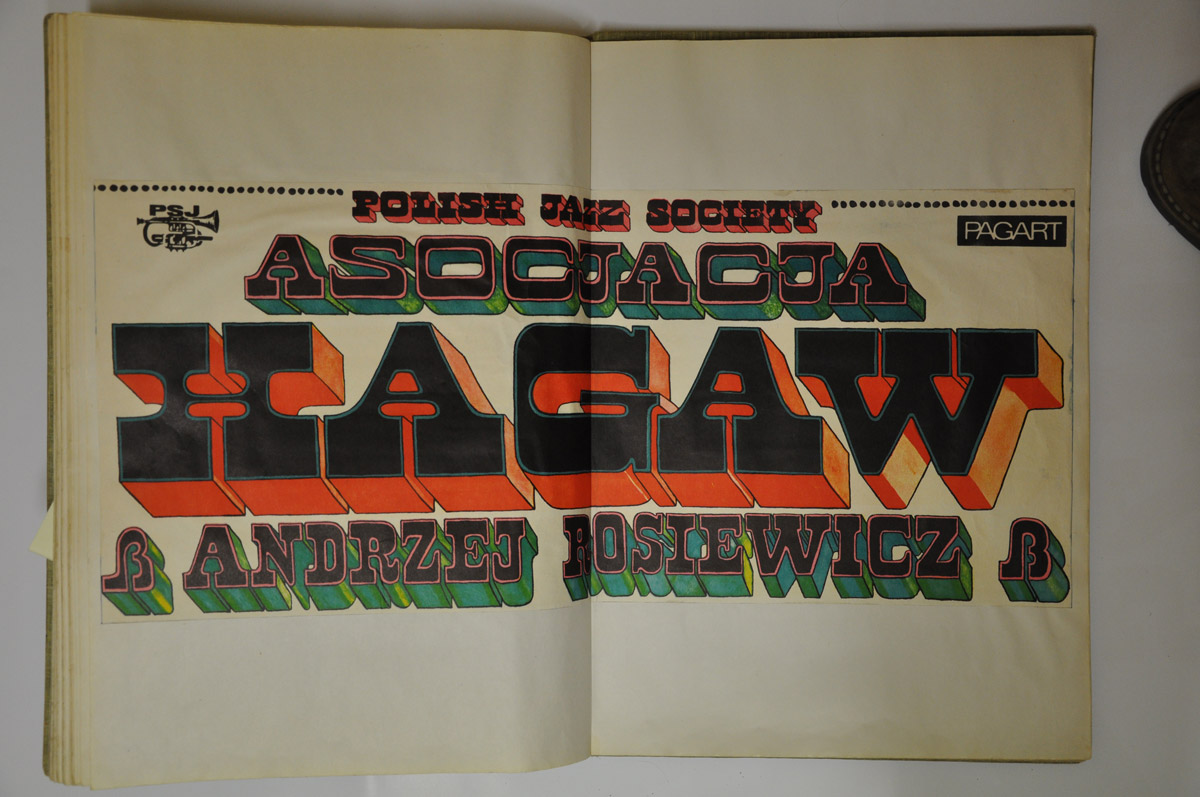 POLISH JAZZ SOCIETY
PSJ
PAGART
ASOCJACJA
HAGAW
ß ANDRZEJ ROSIEWICZ ß